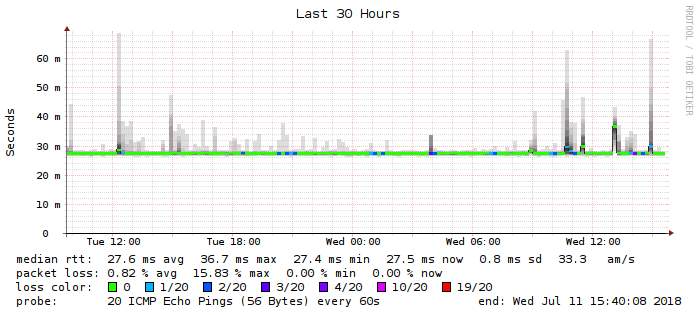 Last 30 Hours
RRDTOOL / TOBI OETIKER
Seconds
60 m
50 m
40 m
30 m
20 m
10 m
0
Tue 12:00 Tue 18:00 Wed 00:00 Wed 06:00 Wed 12:00
median rtt: 27.6 ms avg 36.7 ms max 27.4 ms min 27.5 ms now 0.8 ms sd 33.3 am/s
packet loss: 0.82 % avg 15.83 % max 0.00 % min 0.00 % now
loss color: 0 1/20 2/20 3/20 4/20 10/20 19/20
probe: 20 ICMP Echo Pings (56 Bytes) every 60s end: Wed Jul 11 15:40:08 2018